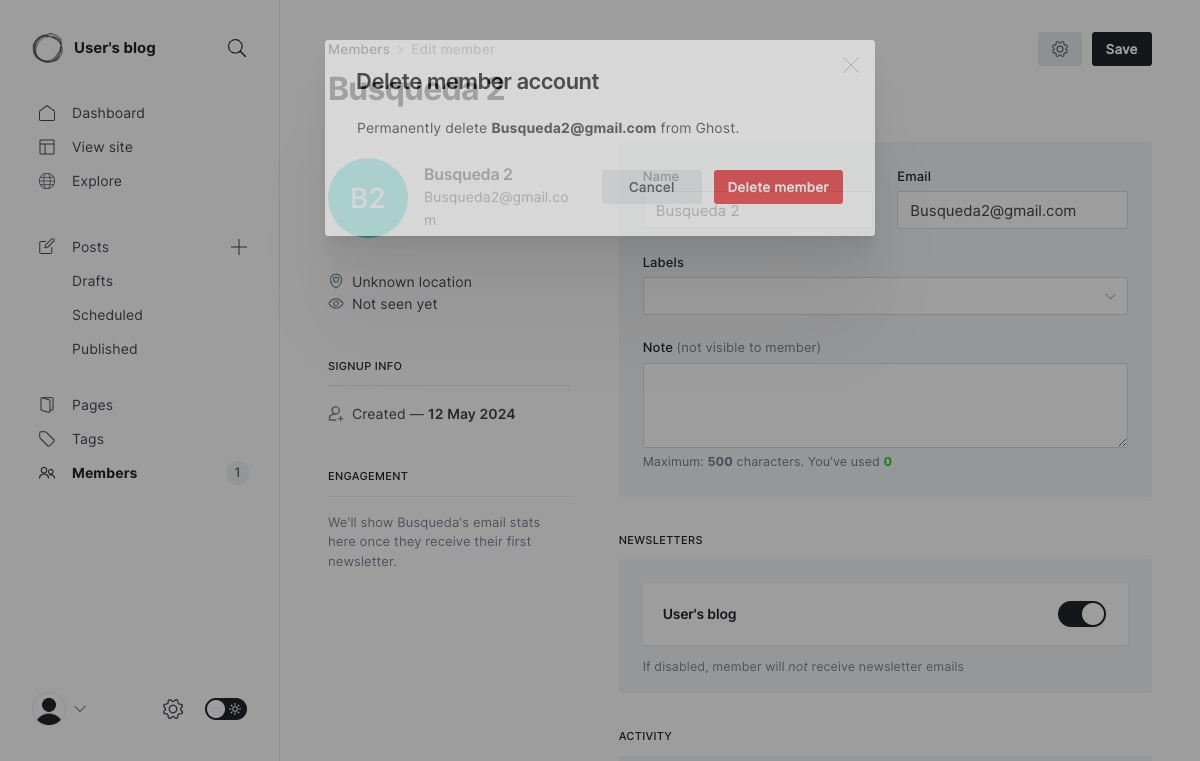 User's blog
Dashboard
View site
Explore
Posts
Drafts
Scheduled
Published
Pages
Tags
Members
1
Members
Edit member
Busqueda 2
Save
Delete member account
Permanently delete Busqueda2@gmail.com from Ghost.
Cancel
Delete member
B2
Busqueda 2
Busqueda2@gmail.co
m
Unknown location
Not seen yet
SIGNUP INFO
Created — 12 May 2024
ENGAGEMENT
We'll show Busqueda's email stats
here once they receive their first
newsletter.
Name
Busqueda 2
Email
Busqueda2@gmail.com
Labels
Note (not visible to member)
Maximum: 500 characters. You've used 0
NEWSLETTERS
User's blog
If disabled, member will not receive newsletter emails
ACTIVITY